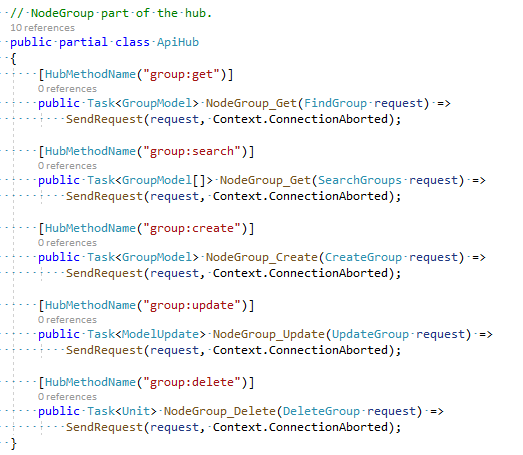 // NodeGroup part of the hub.
10 references
public partial class ApiHub
{
[HubMethodName("group:get")]
0 references
public Task<GroupModel> NodeGroup_Get(FindGroup request) =>
SendRequest(request, Context.ConnectionAborted);
[HubMethodName("group:search")]
0 references
public Task<GroupModel[]> NodeGroup_Get(SearchGroups request) =>
SendRequest(request, Context.ConnectionAborted);
[HubMethodName("group:create")]
0 references
public Task<GroupModel> NodeGroup_Create(CreateGroup request) =>
SendRequest(request, Context.ConnectionAborted);
[HubMethodName("group:update")]
0 references
public Task<ModelUpdate> NodeGroup_Update(UpdateGroup request) =>
SendRequest(request, Context.ConnectionAborted);
[HubMethodName("group:delete")]
0 references
public Task<Unit> NodeGroup_Delete(DeleteGroup request) =>
SendRequest(request, Context.ConnectionAborted);
}